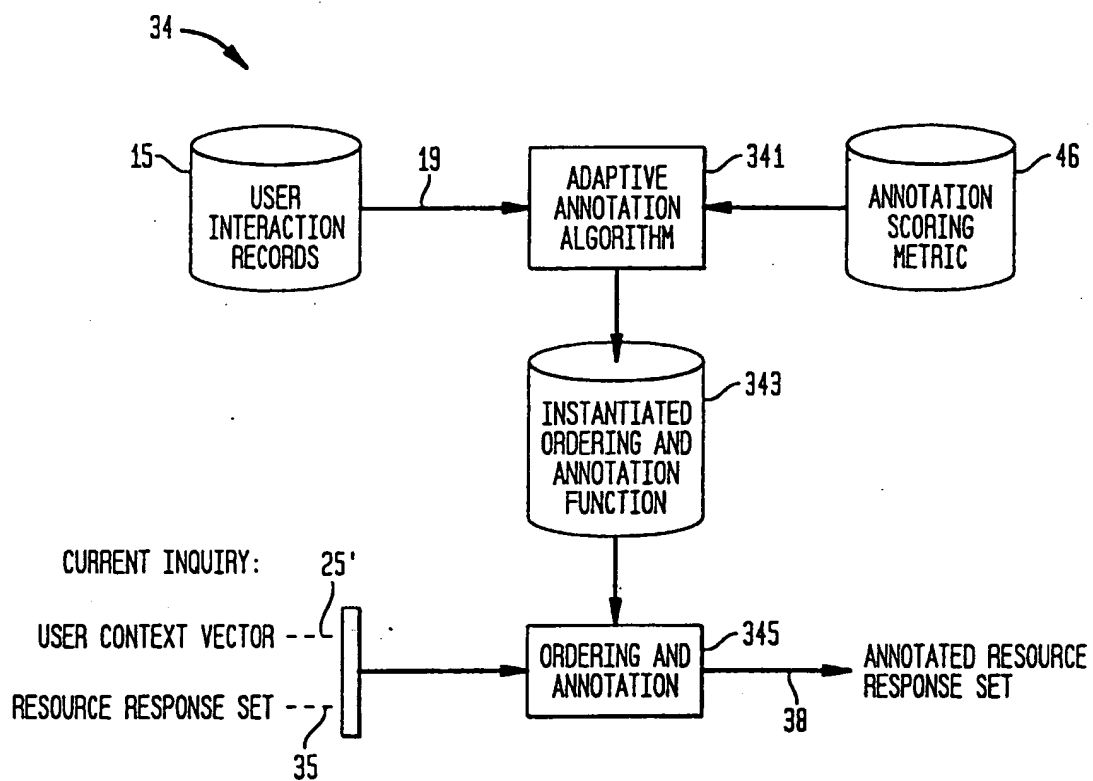 34
15
USER
INTERACTION
RECORDS
19
ADAPTIVE
ANNOTATION
ALGORITHM
341
ANNOTATION
SCORING
METRIC
46
INSTANTIATED
ORDERING AND
ANNOTATION
FUNCTION
343
CURRENT INQUIRY:
25'
USER CONTEXT VECTOR
RESOURCE RESPONSE SET
35
ORDERING AND
ANNOTATION
345
38
ANNOTATED RESOURCE
RESPONSE SET